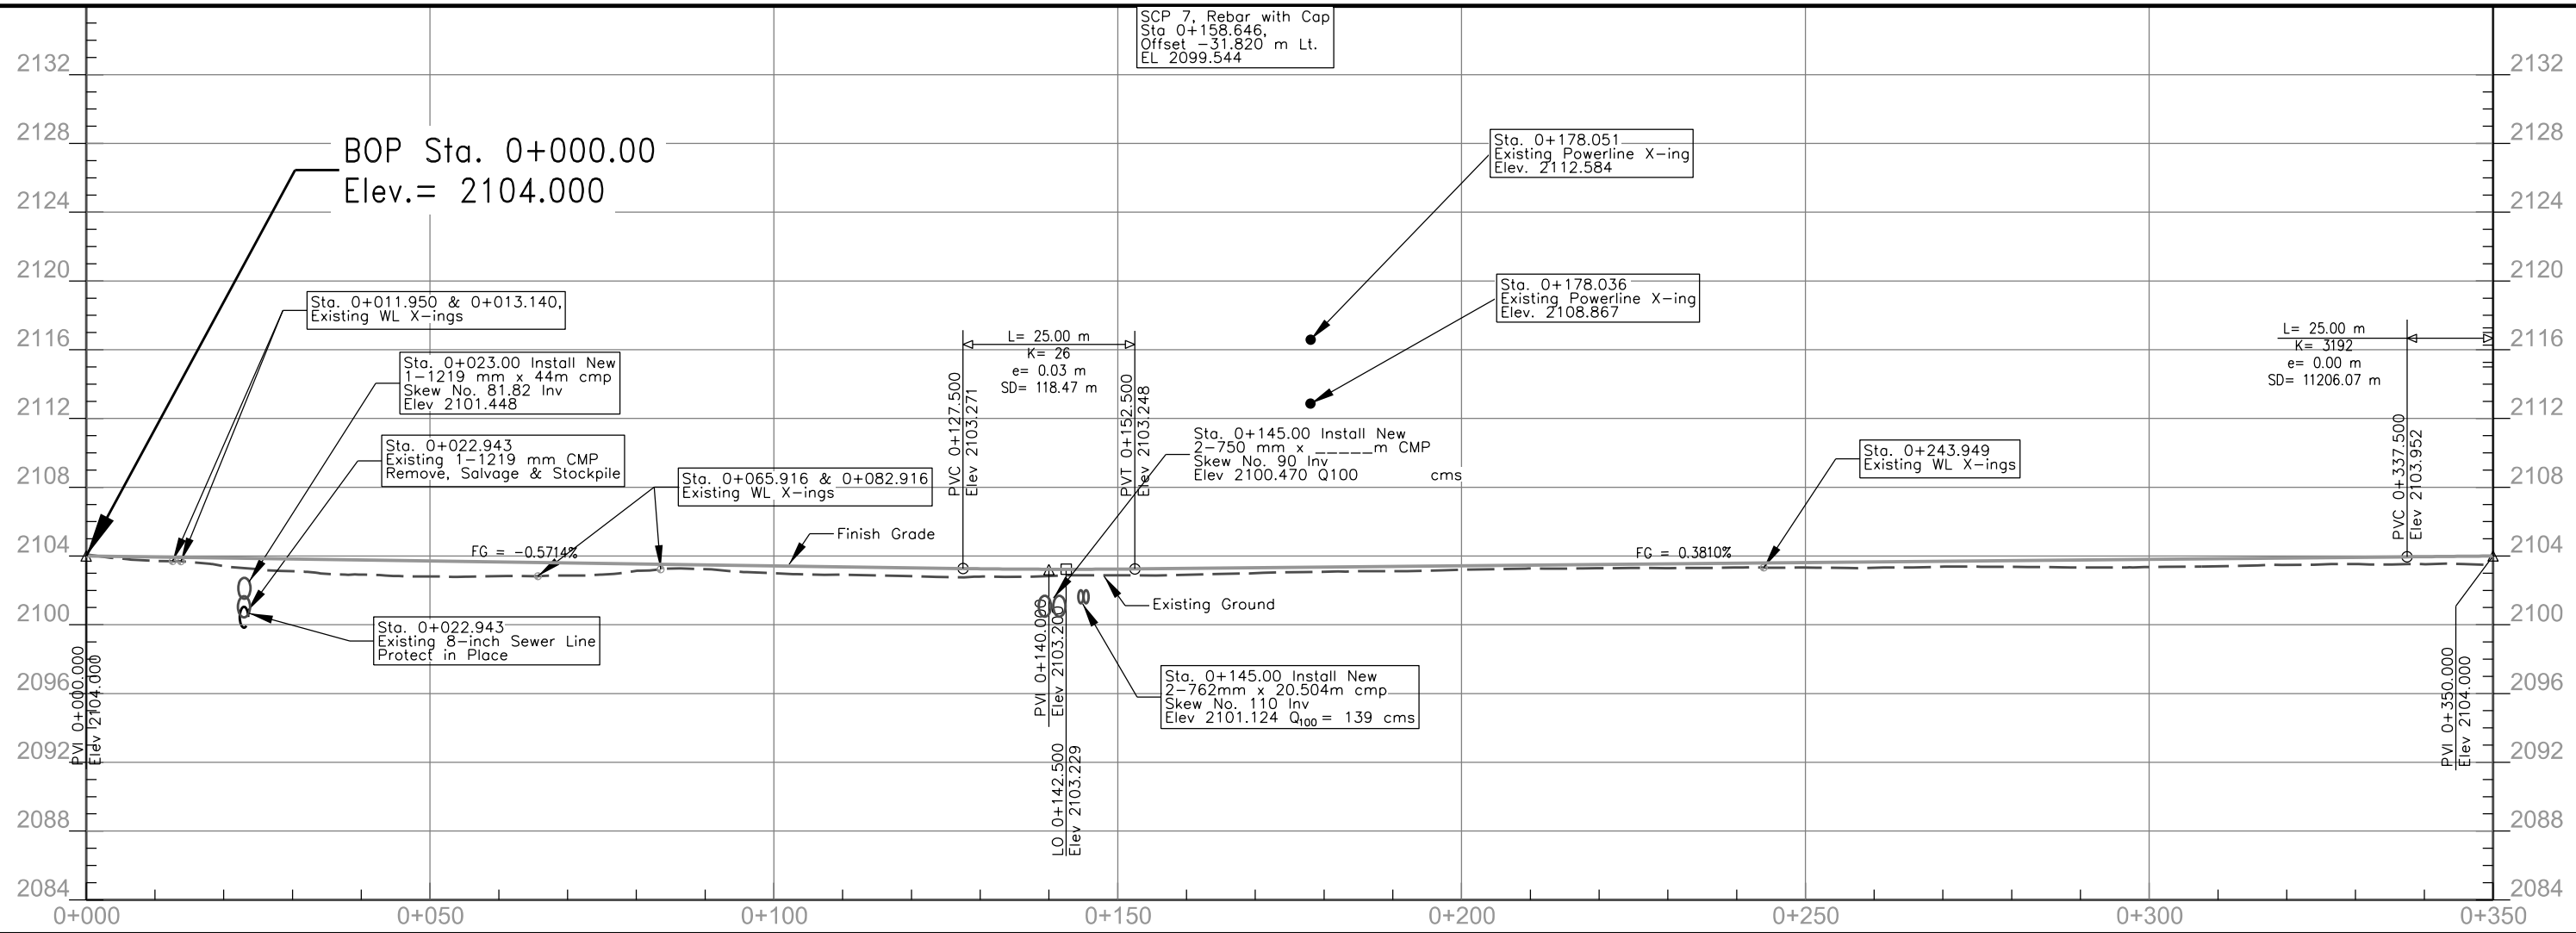 SCP 7, Rebar with Cap
Sta 0+158.646,
Offset -31.820 m Lt.
EL 2099.544
2132
2128
2124
2120
2116
2112
2108
2104
2100
2096
2092
2088
2084
BOP Sta. 0+000.00
Elev.= 2104.000
Sta. 0+011.950 & 0+013.140,
Existing WL X-ings
Sta. 0+023.00 Install New
1-1219 mm x 44m cmp
Skew No. 81.82 Inv
Elev 2101.448
Sta. 0+022.943
Existing 1-1219 mm CMP
Remove, Salvage & Stockpile
Sta. 0+065.916 & 0+082.916
Existing WL X-ings
FG = -0.5714%
Finish Grade
Sta. 0+022.943
Existing 8-inch Sewer Line
Protect in Place
PVI 0+000.000
Elev 2104.000
L= 25.00 m
K= 26
e= 0.03 m
SD= 118.47 m
PVC 0+127.500
Elev 2103.271
PVT 0+152.500
Elev 2103.248
Sta. 0+145.00 Install New
2-750 mm x _____m CMP
Skew No. 90 Inv
Elev 2100.470 Q100 cms
Existing Ground
PVI 0+140.000
Elev 2103.200
LO 0+142.500
Elev 2103.229
Sta. 0+145.00 Install New
2-762mm x 20.504m cmp
Skew No. 110 Inv
Elev 2101.124 Q100 = 139 cms
Sta. 0+178.051
Existing Powerline X-ing
Elev. 2112.584
Sta. 0+178.036
Existing Powerline X-ing
Elev. 2108.867
FG = 0.3810%
Sta. 0+243.949
Existing WL X-ings
L= 25.00 m
K= 3192
e= 0.00 m
SD= 11206.07 m
PVC 0+337.500
Elev 2103.952
PVI 0+350.000
Elev 2104.000
2132
2128
2124
2120
2116
2112
2108
2104
2100
2096
2092
2088
2084
0+000
0+050
0+100
0+150
0+200
0+250
0+300
0+350